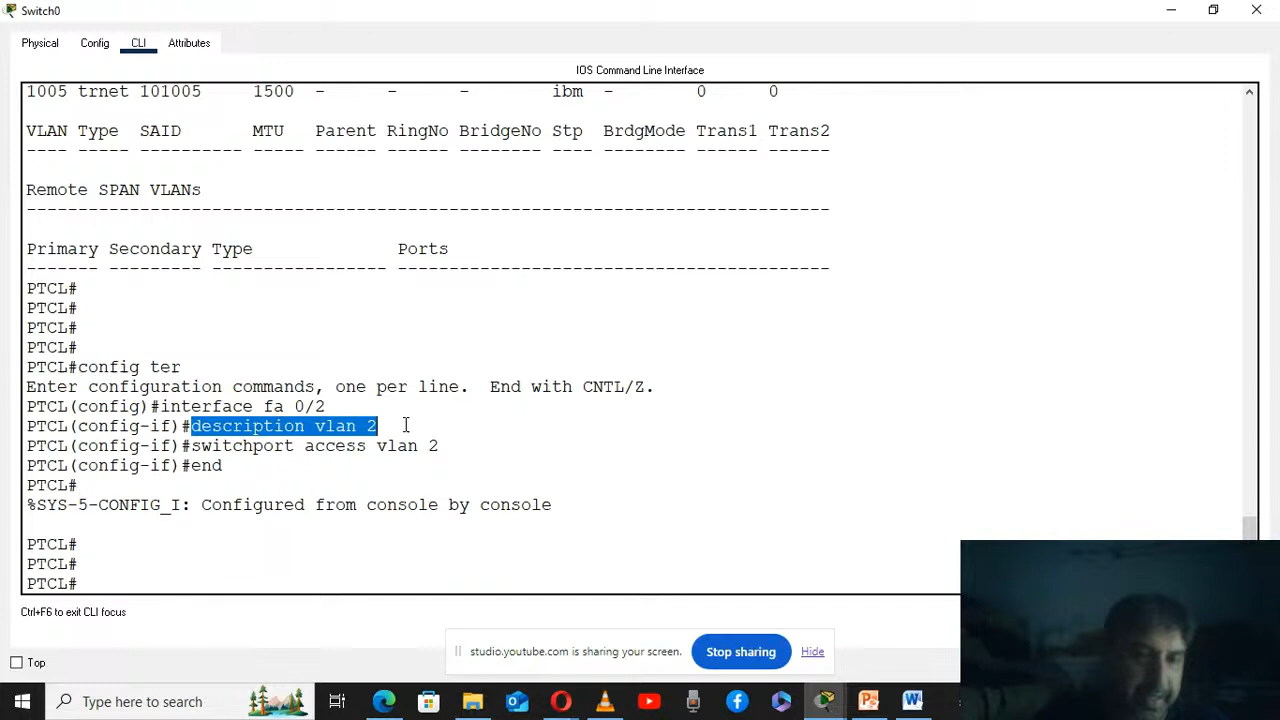 Switch0
Physical Config CLI Attributes
IOS Command Line Interface
1005 trnet 101005 1500 - - - ibm - 0 0
VLAN Type SAID MTU Parent RingNo BridgeNo Stp BrdgMode Trans1 Trans2
---- ----- ---------- ----- ------ ------ -------- ---- -------- ------ ------
Remote SPAN VLANs
------------------------------------------------------------------------------
Primary Secondary Type Ports
------- --------- ----------------- ------------------------------------------
PTCL#
PTCL#
PTCL#
PTCL#
PTCL#config ter
Enter configuration commands, one per line. End with CNTL/Z.
PTCL(config)#interface fa 0/2
PTCL(config-if)#description vlan 2
PTCL(config-if)#switchport access vlan 2
PTCL(config-if)#end
PTCL#
%SYS-5-CONFIG_I: Configured from console by console
PTCL#
PTCL#
PTCL#
Ctrl+F6 to exit CLI focus
studio.youtube.com is sharing your screen. Stop sharing Hide
Top
Type here to search